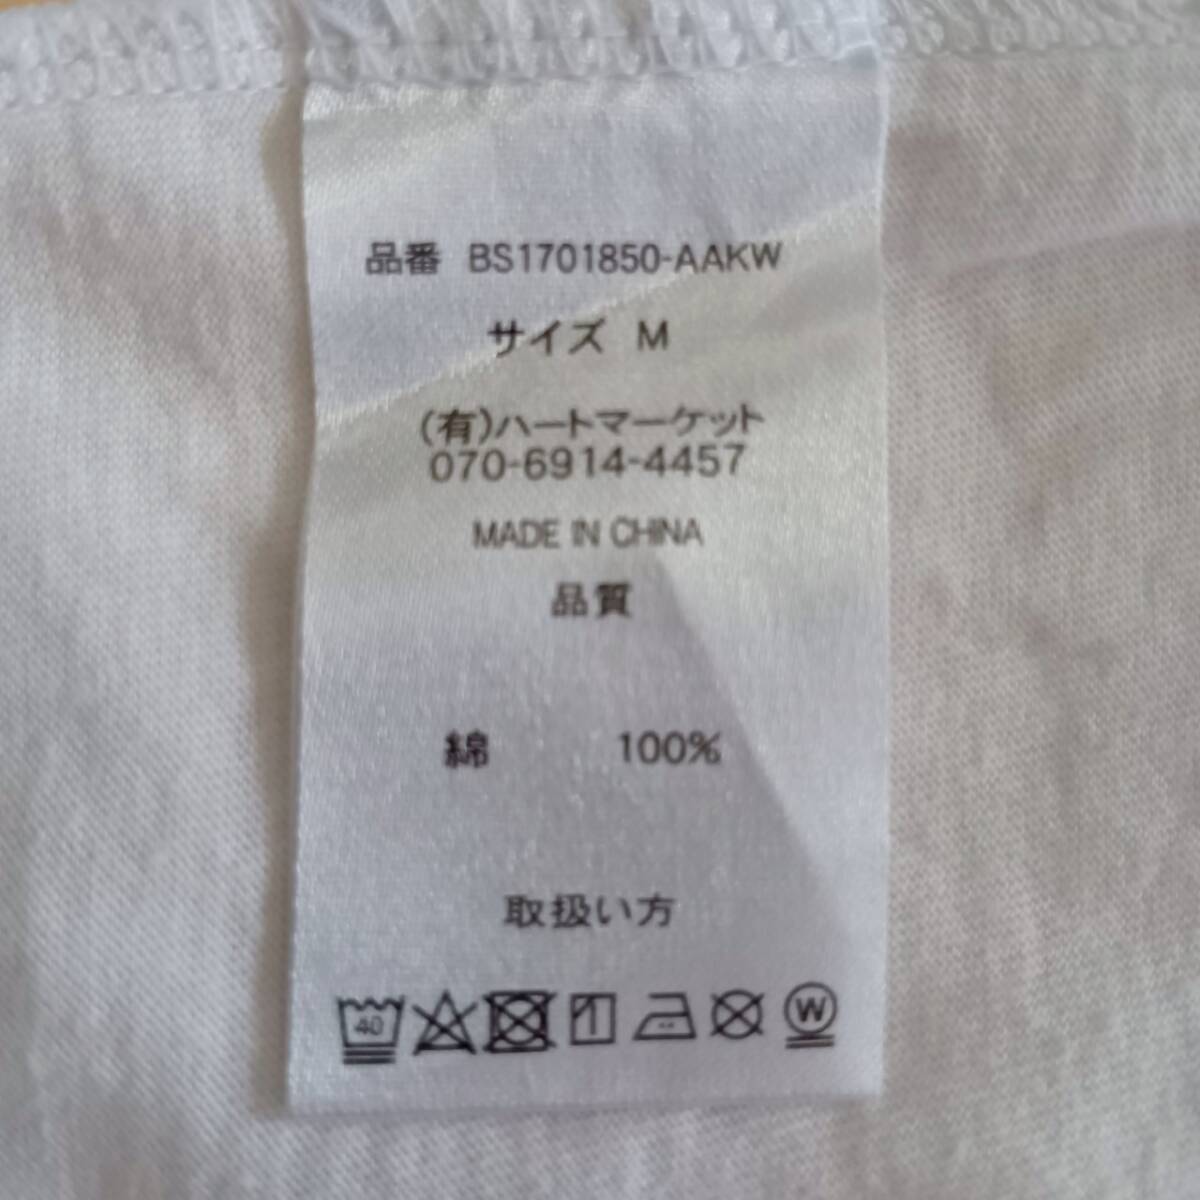 品番 BS1701850-AAKW
サイズ M
(有)ハートマーケット
070-6914-4457
MADE IN CHINA
品質
綿 100%
取扱い方
40
W